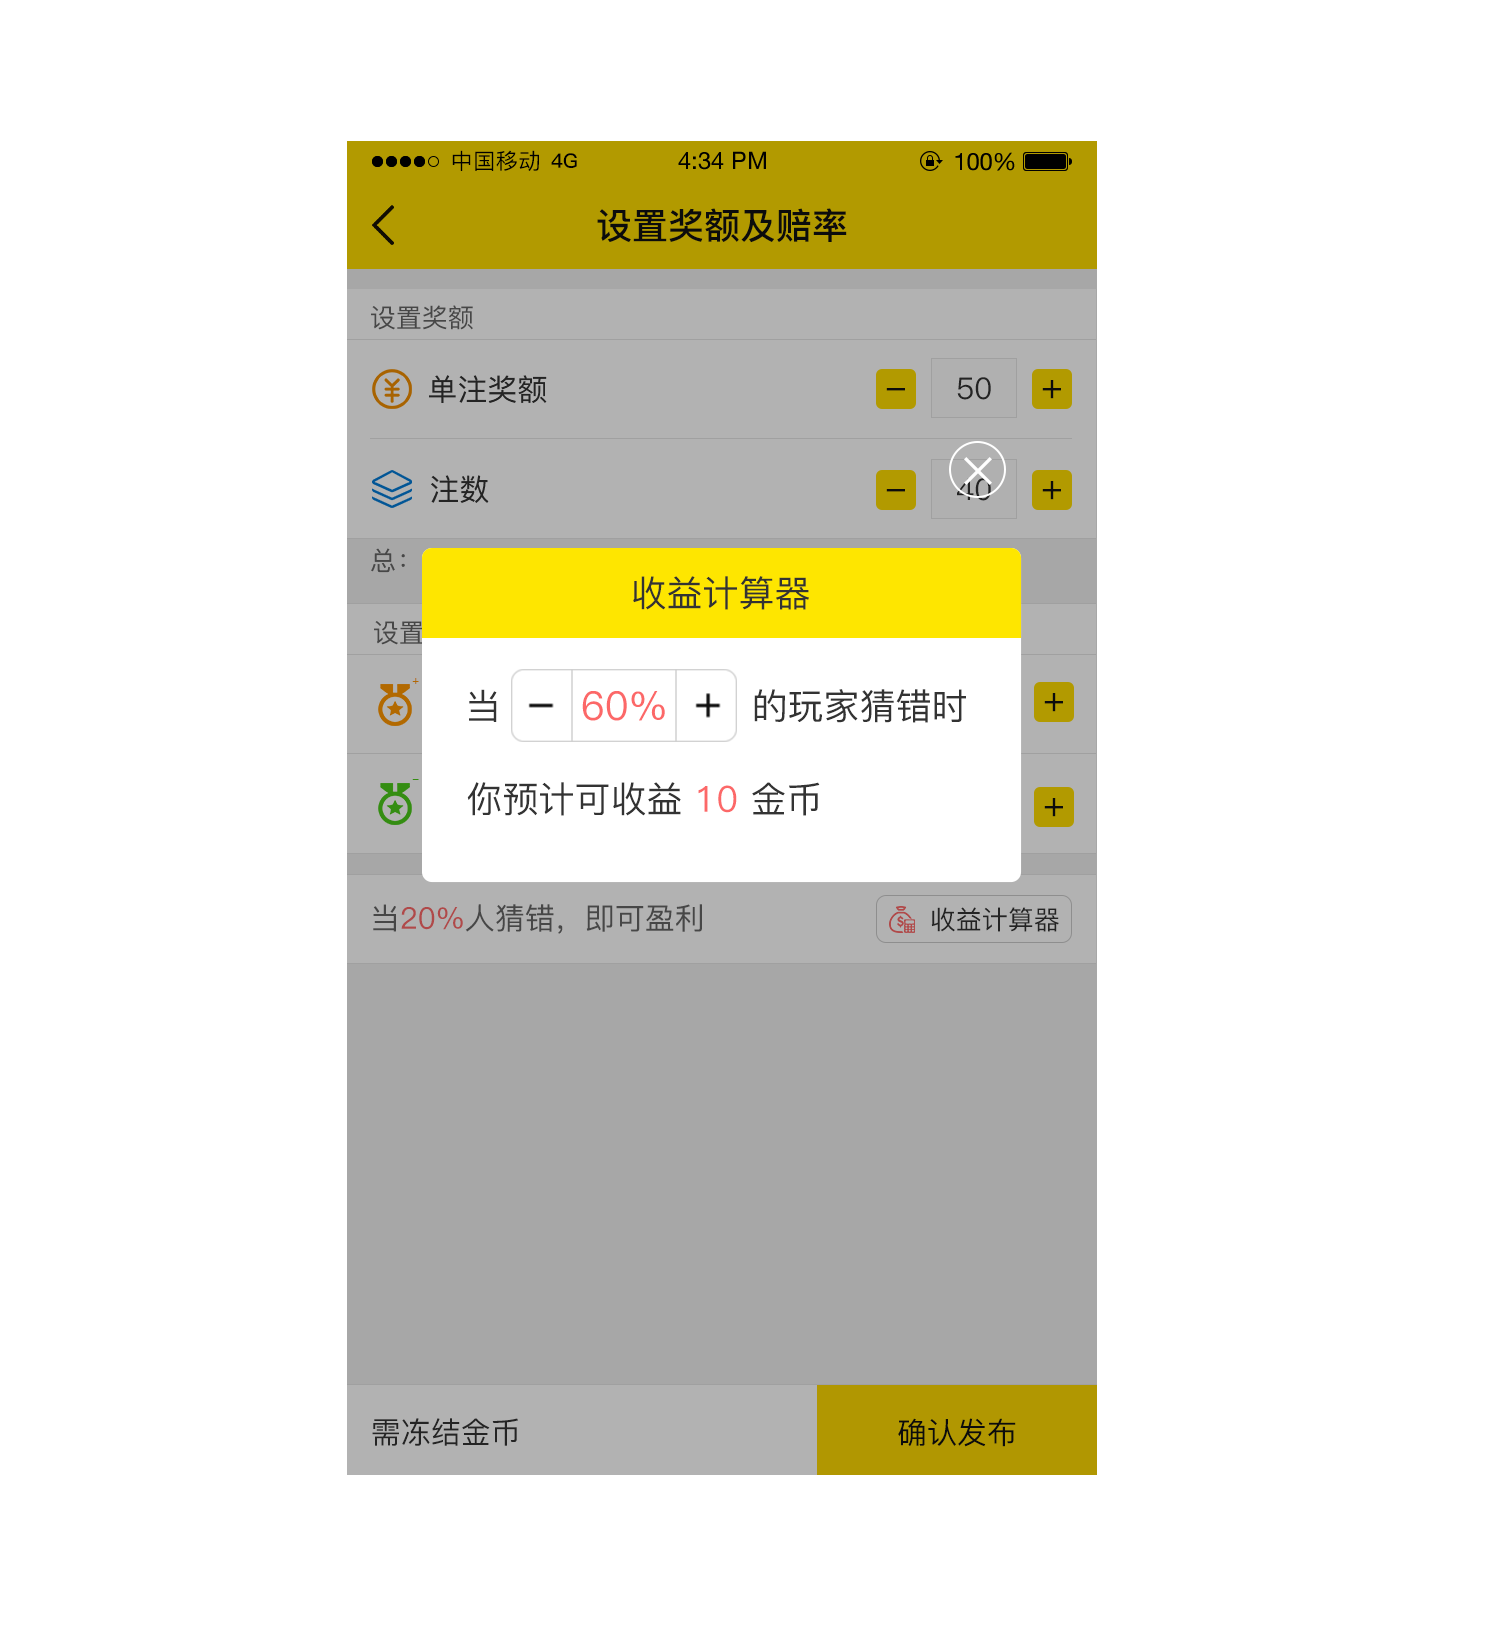 中国移动 4G 4:34 PM 100%
设置奖额及赔率
设置奖额
单注奖额 − 50 +
注数 − 40 +
总：
收益计算器
设置
当 − 60% + 的玩家猜错时
+
+
你预计可收益 10 金币
− +
当20%人猜错，即可盈利 收益计算器
需冻结金币 确认发布